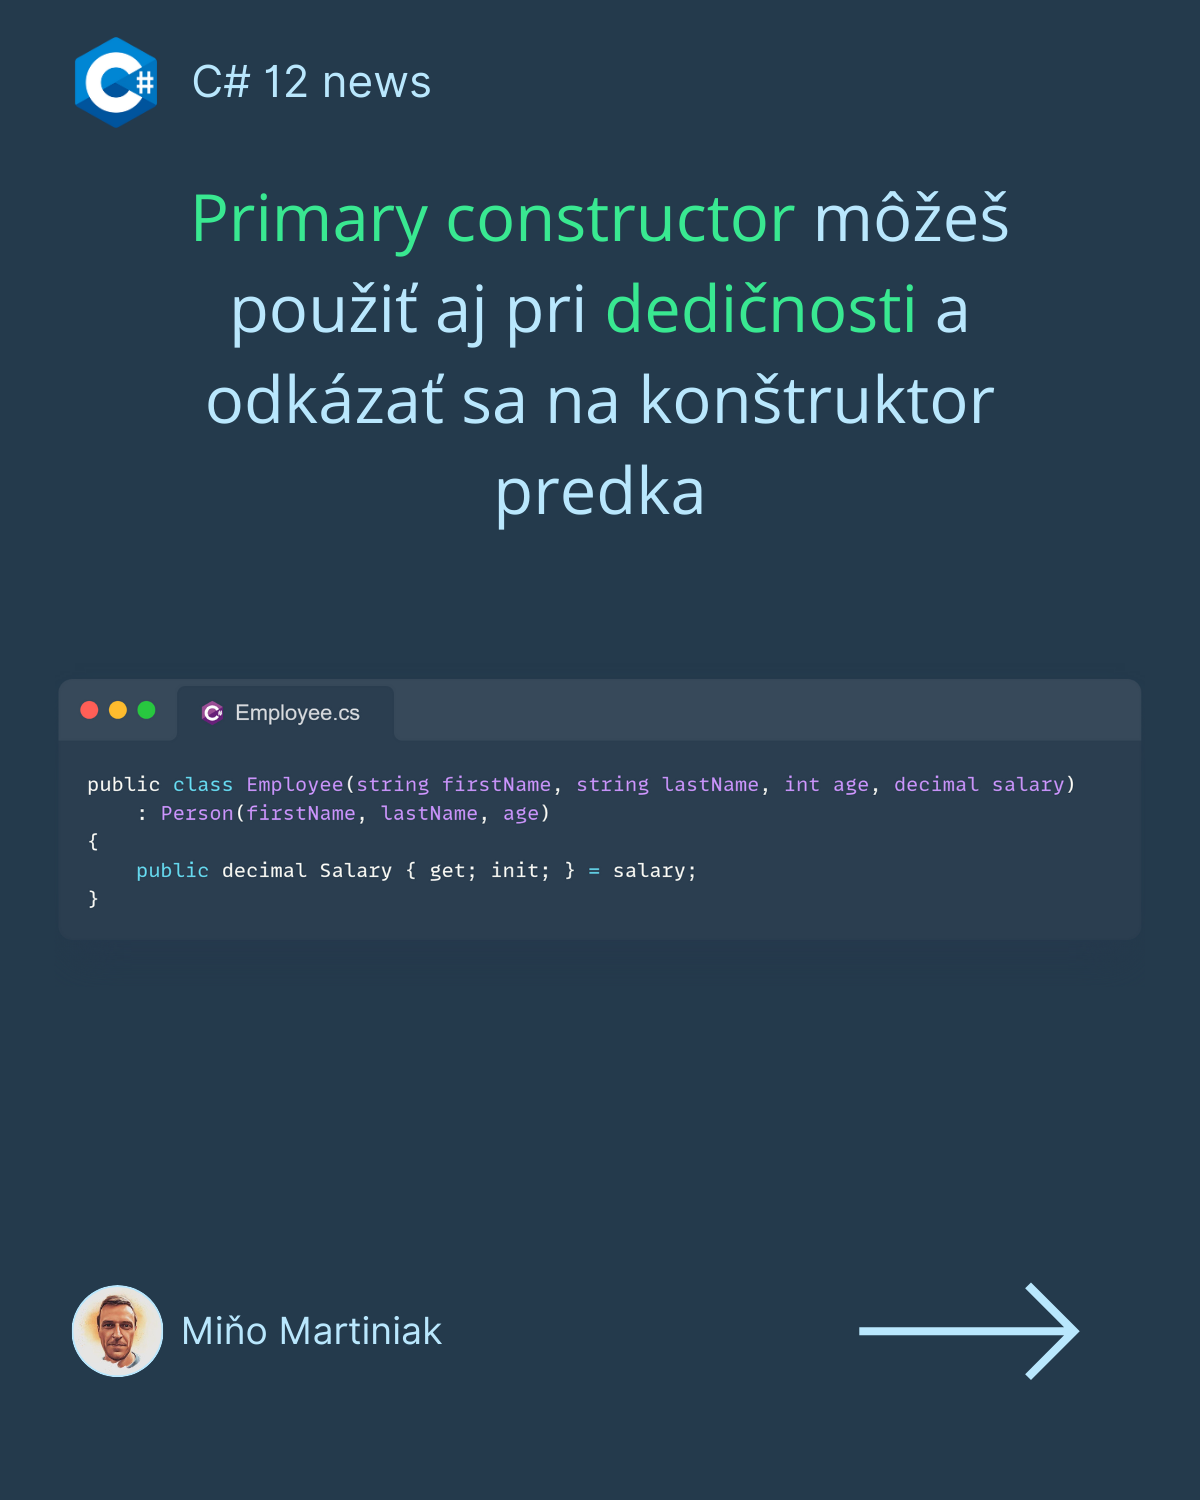 C# 12 news
Primary constructor môžeš
použiť aj pri dedičnosti a
odkázať sa na konštruktor
predka
Employee.cs
public class Employee(string firstName, string lastName, int age, decimal salary)
    : Person(firstName, lastName, age)
{
    public decimal Salary { get; init; } = salary;
}
Miňo Martiniak